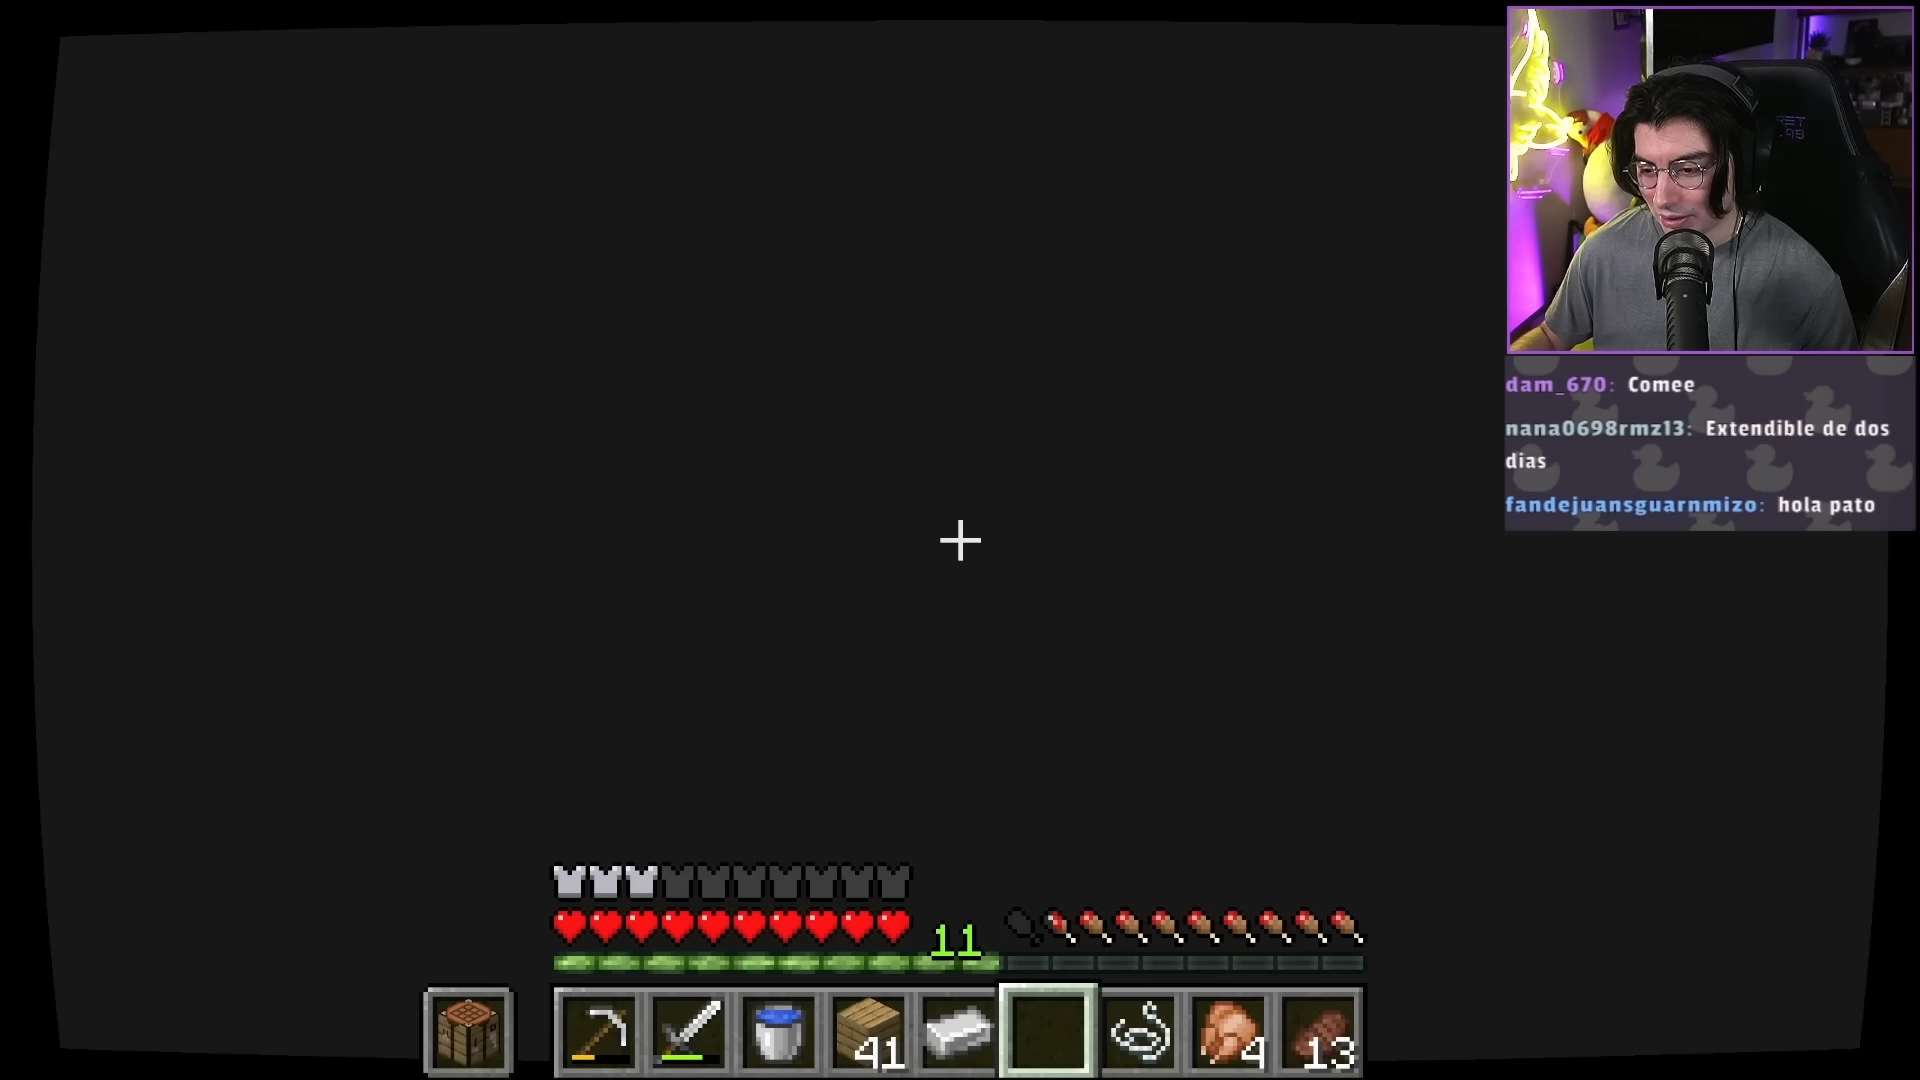 dam_670: Comee
nana0698rmz13: Extendible de dos
dias
fandejuansguarnmizo: hola pato
11
41
4
13